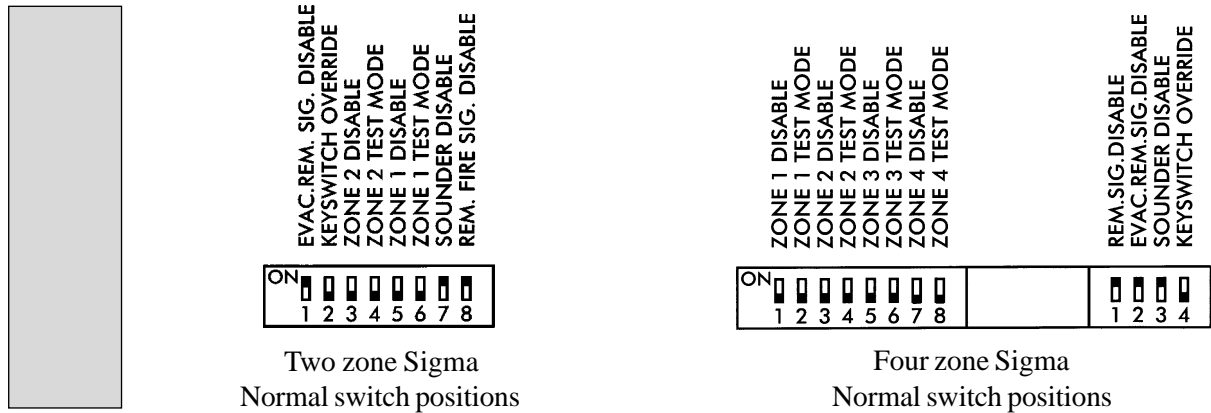 EVAC.REM. SIG. DISABLE
KEYSWITCH OVERRIDE
ZONE 2 DISABLE
ZONE 2 TEST MODE
ZONE 1 DISABLE
ZONE 1 TEST MODE
SOUNDER DISABLE
REM. FIRE SIG. DISABLE
ON
1 2 3 4 5 6 7 8
Two zone Sigma
Normal switch positions
ZONE 1 DISABLE
ZONE 1 TEST MODE
ZONE 2 DISABLE
ZONE 2 TEST MODE
ZONE 3 DISABLE
ZONE 3 TEST MODE
ZONE 4 DISABLE
ZONE 4 TEST MODE
REM.SIG.DISABLE
EVAC.REM.SIG.DISABLE
SOUNDER DISABLE
KEYSWITCH OVERRIDE
ON
1 2 3 4 5 6 7 8
1 2 3 4
Four zone Sigma
Normal switch positions